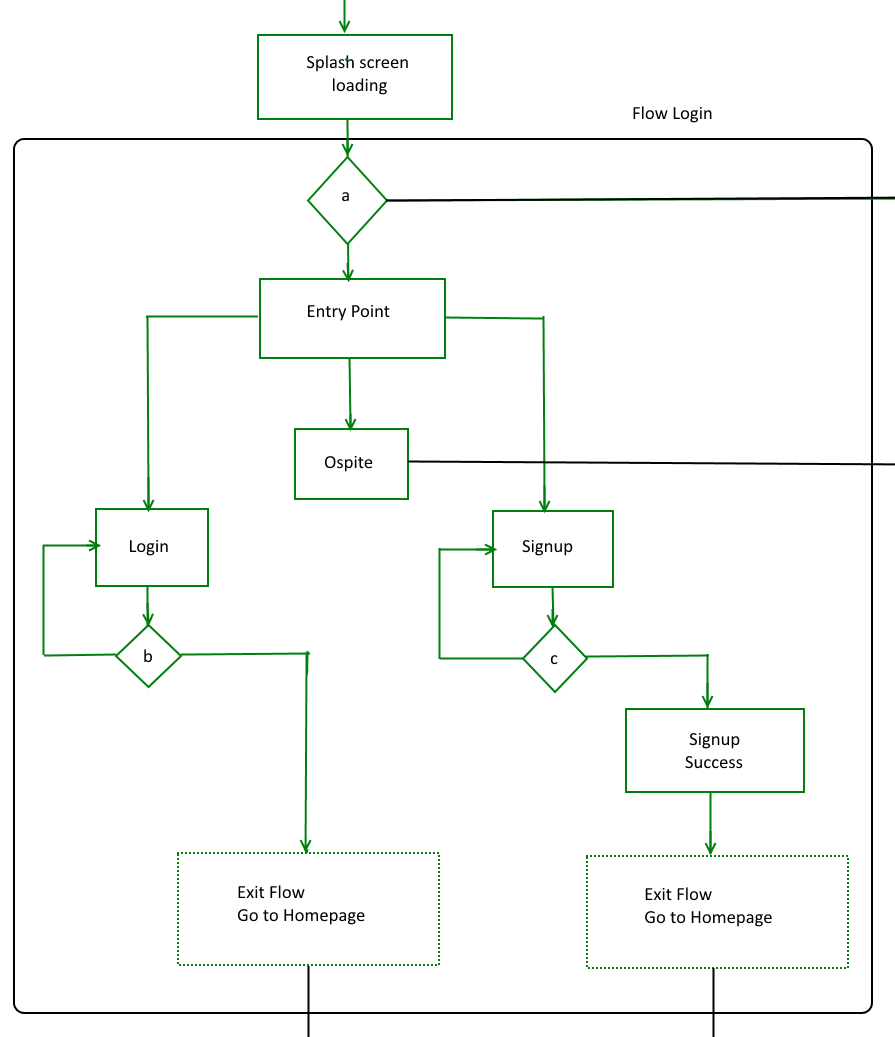 Splash screen
loading
Flow Login
a
Entry Point
Ospite
Login
Signup
b
c
Signup
Success
Exit Flow
Go to Homepage
Exit Flow
Go to Homepage